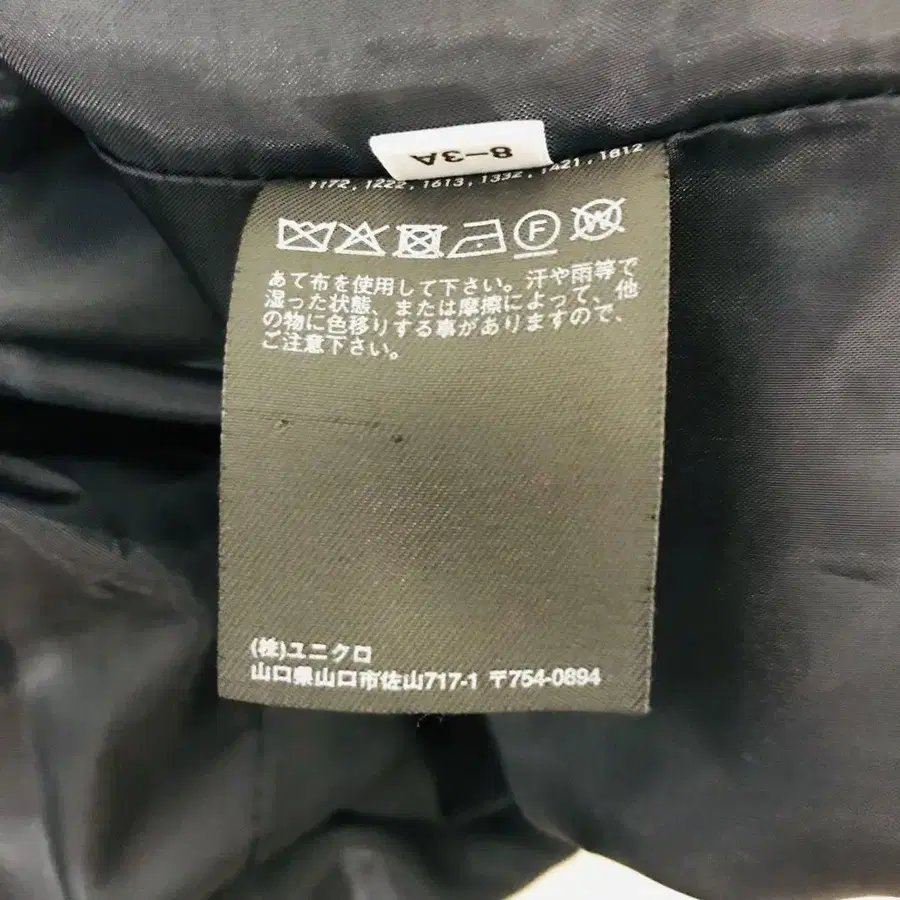 8-3A
1172,1222,1613,1332,1421,1612
F
W
あて布を使用して下さい。汗や雨等で
湿った状態、または摩擦によって、他
の物に色移りする事がありますので、
ご注意下さい。
(株)ユニクロ
山口県山口市佐山717-1 〒754-0894